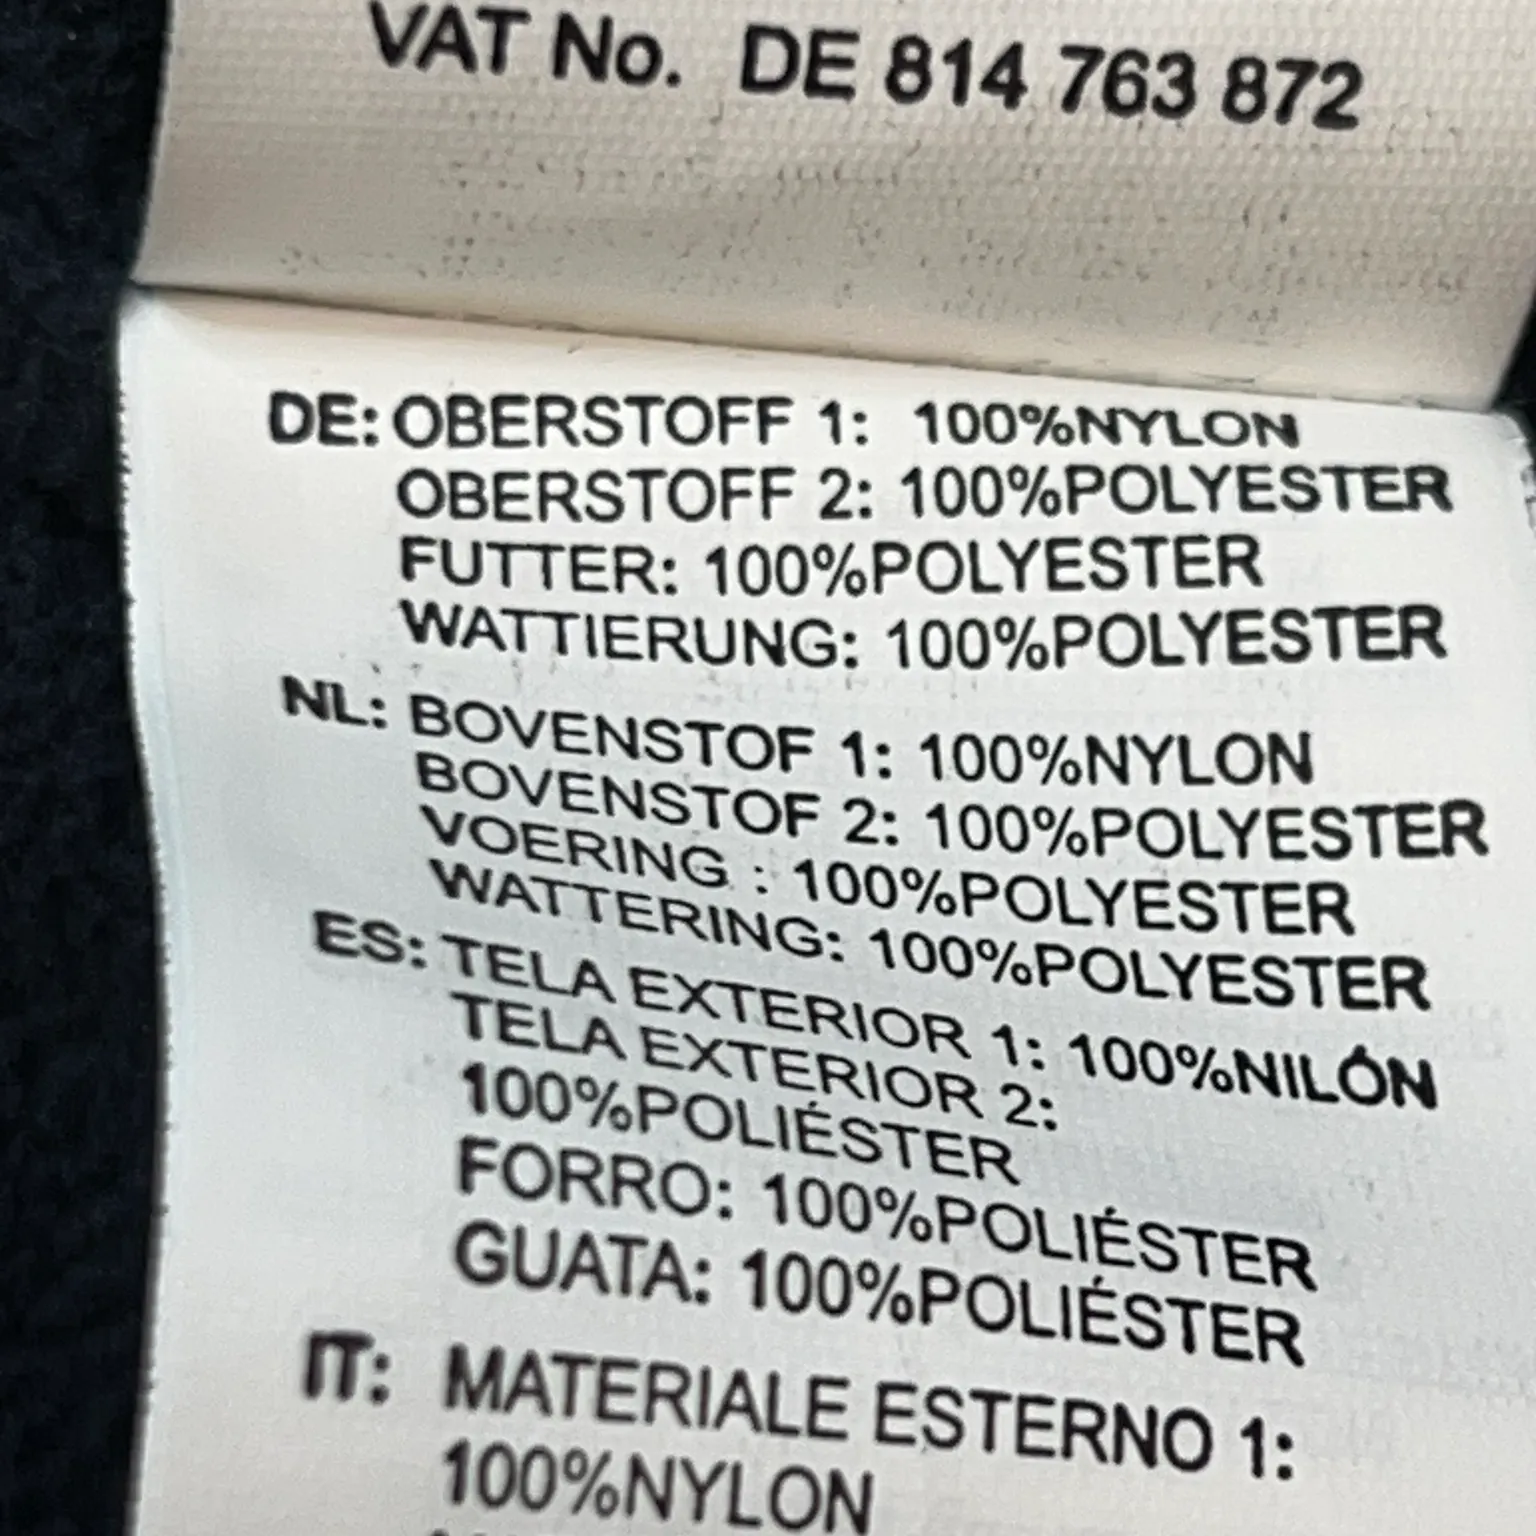 VAT No. DE 814 763 872
DE: OBERSTOFF 1: 100%NYLON
OBERSTOFF 2: 100%POLYESTER
FUTTER: 100%POLYESTER
WATTIERUNG: 100%POLYESTER
NL: BOVENSTOF 1: 100%NYLON
BOVENSTOF 2: 100%POLYESTER
VOERING : 100%POLYESTER
WATTERING: 100%POLYESTER
ES: TELA EXTERIOR 1: 100%NILÓN
TELA EXTERIOR 2:
100%POLIÉSTER
FORRO: 100%POLIÉSTER
GUATA: 100%POLIÉSTER
IT: MATERIALE ESTERNO 1:
100%NYLON